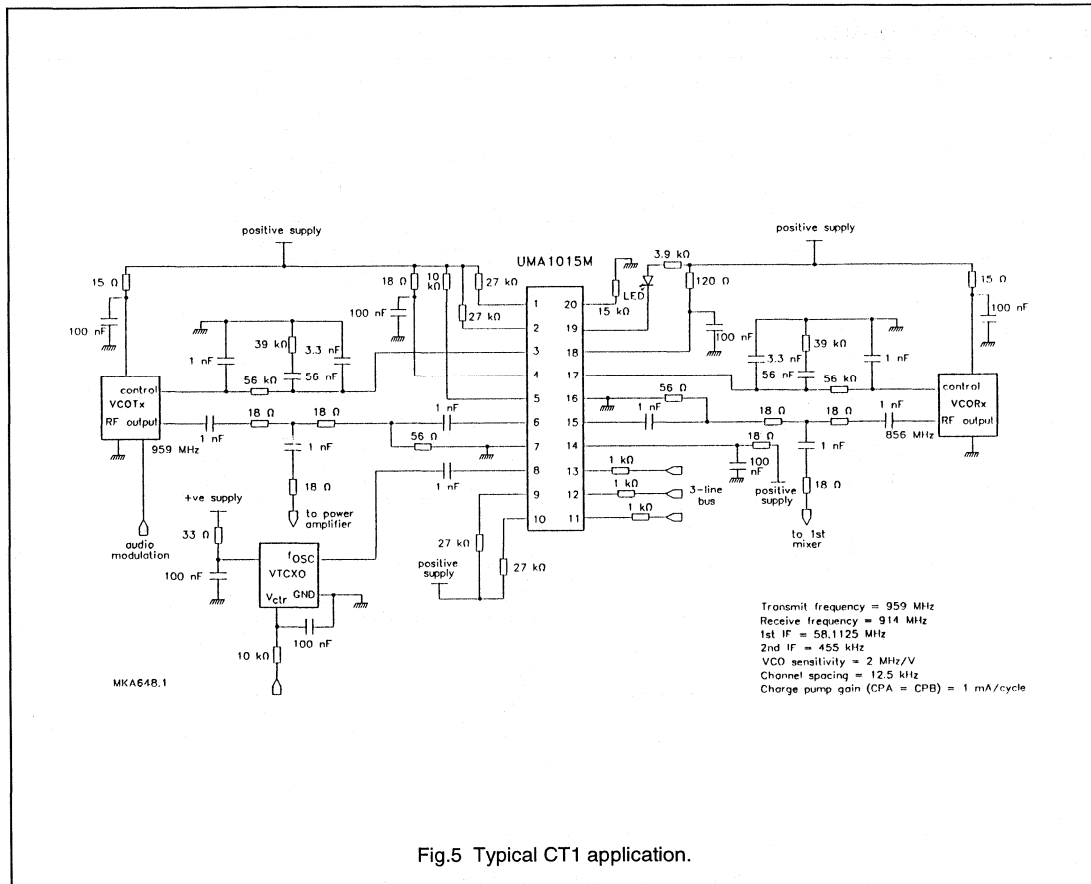 positive supply
positive supply
UMA1015M
3.9 kΩ
15 Ω
18 Ω
10 kΩ
27 kΩ
27 kΩ
LED
15 kΩ
120 Ω
15 Ω
100 nF
100 nF
100 nF
100 nF
1
2
3
4
5
6
7
8
9
10
20
19
18
17
16
15
14
13
12
11
1 nF
39 kΩ
3.3 nF
56 kΩ
56 nF
3.3 nF
39 kΩ
1 nF
56 nF
56 kΩ
control
VCOTx
RF output
control
VCORx
RF output
1 nF
18 Ω
18 Ω
1 nF
56 Ω
1 nF
18 Ω
18 Ω
1 nF
959 MHz
1 nF
56 Ω
1 nF
18 Ω
100 nF
positive supply
1 nF
856 MHz
18 Ω
to power
amplifier
18 Ω
to 1st
mixer
1 kΩ
1 kΩ
1 kΩ
3-line
bus
audio
modulation
+ve supply
33 Ω
100 nF
fOSC
VTCXO
Vctr
GND
100 nF
10 kΩ
27 kΩ
positive
supply
27 kΩ
MKA648.1
Transmit frequency = 959 MHz
Receive frequency = 914 MHz
1st IF = 58.1125 MHz
2nd IF = 455 kHz
VCO sensitivity = 2 MHz/V
Channel spacing = 12.5 kHz
Charge pump gain (CPA = CPB) = 1 mA/cycle
Fig.5 Typical CT1 application.